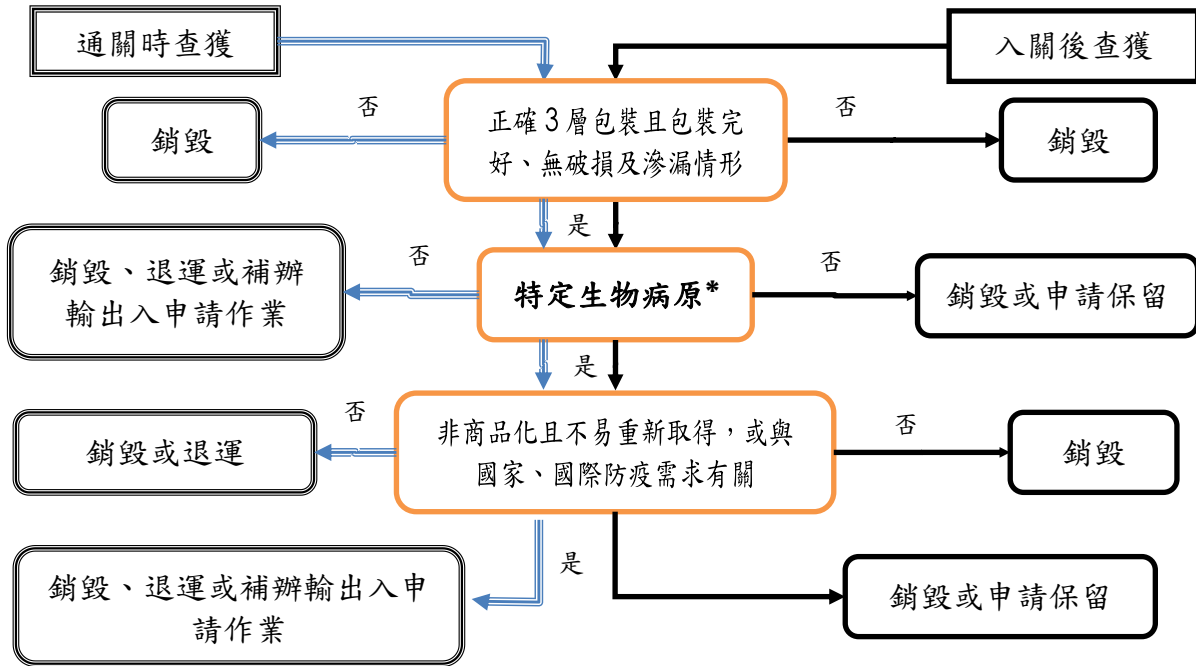 通關時查獲
入關後查獲
否
正確3層包裝且包裝完
好、無破損及滲漏情形
否
銷毀
銷毀
是
否
銷毀、退運或補辦
輸出入申請作業
特定生物病原*
否
銷毀或申請保留
是
否
銷毀或退運
非商品化且不易重新取得，或與
國家、國際防疫需求有關
否
銷毀
是
銷毀、退運或補辦輸出入申
請作業
銷毀或申請保留